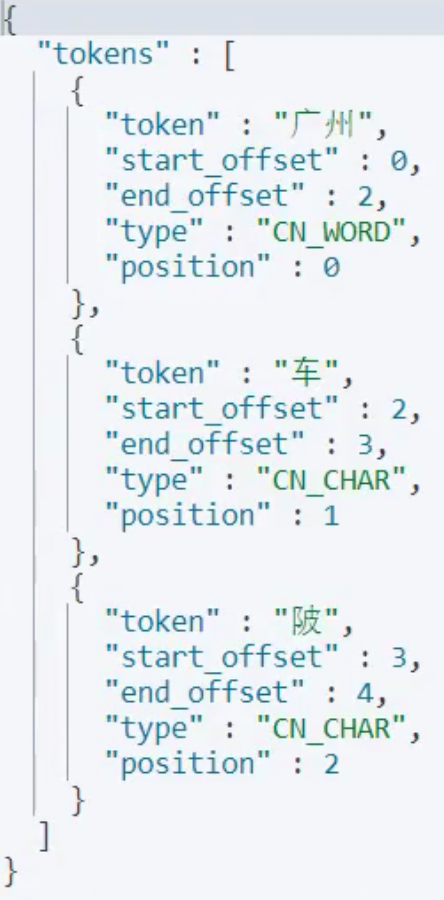 {
"tokens" : [
{
"token" : "广州",
"start_offset" : 0,
"end_offset" : 2,
"type" : "CN_WORD",
"position" : 0
},
{
"token" : "车",
"start_offset" : 2,
"end_offset" : 3,
"type" : "CN_CHAR",
"position" : 1
},
{
"token" : "陂",
"start_offset" : 3,
"end_offset" : 4,
"type" : "CN_CHAR",
"position" : 2
}
]
}